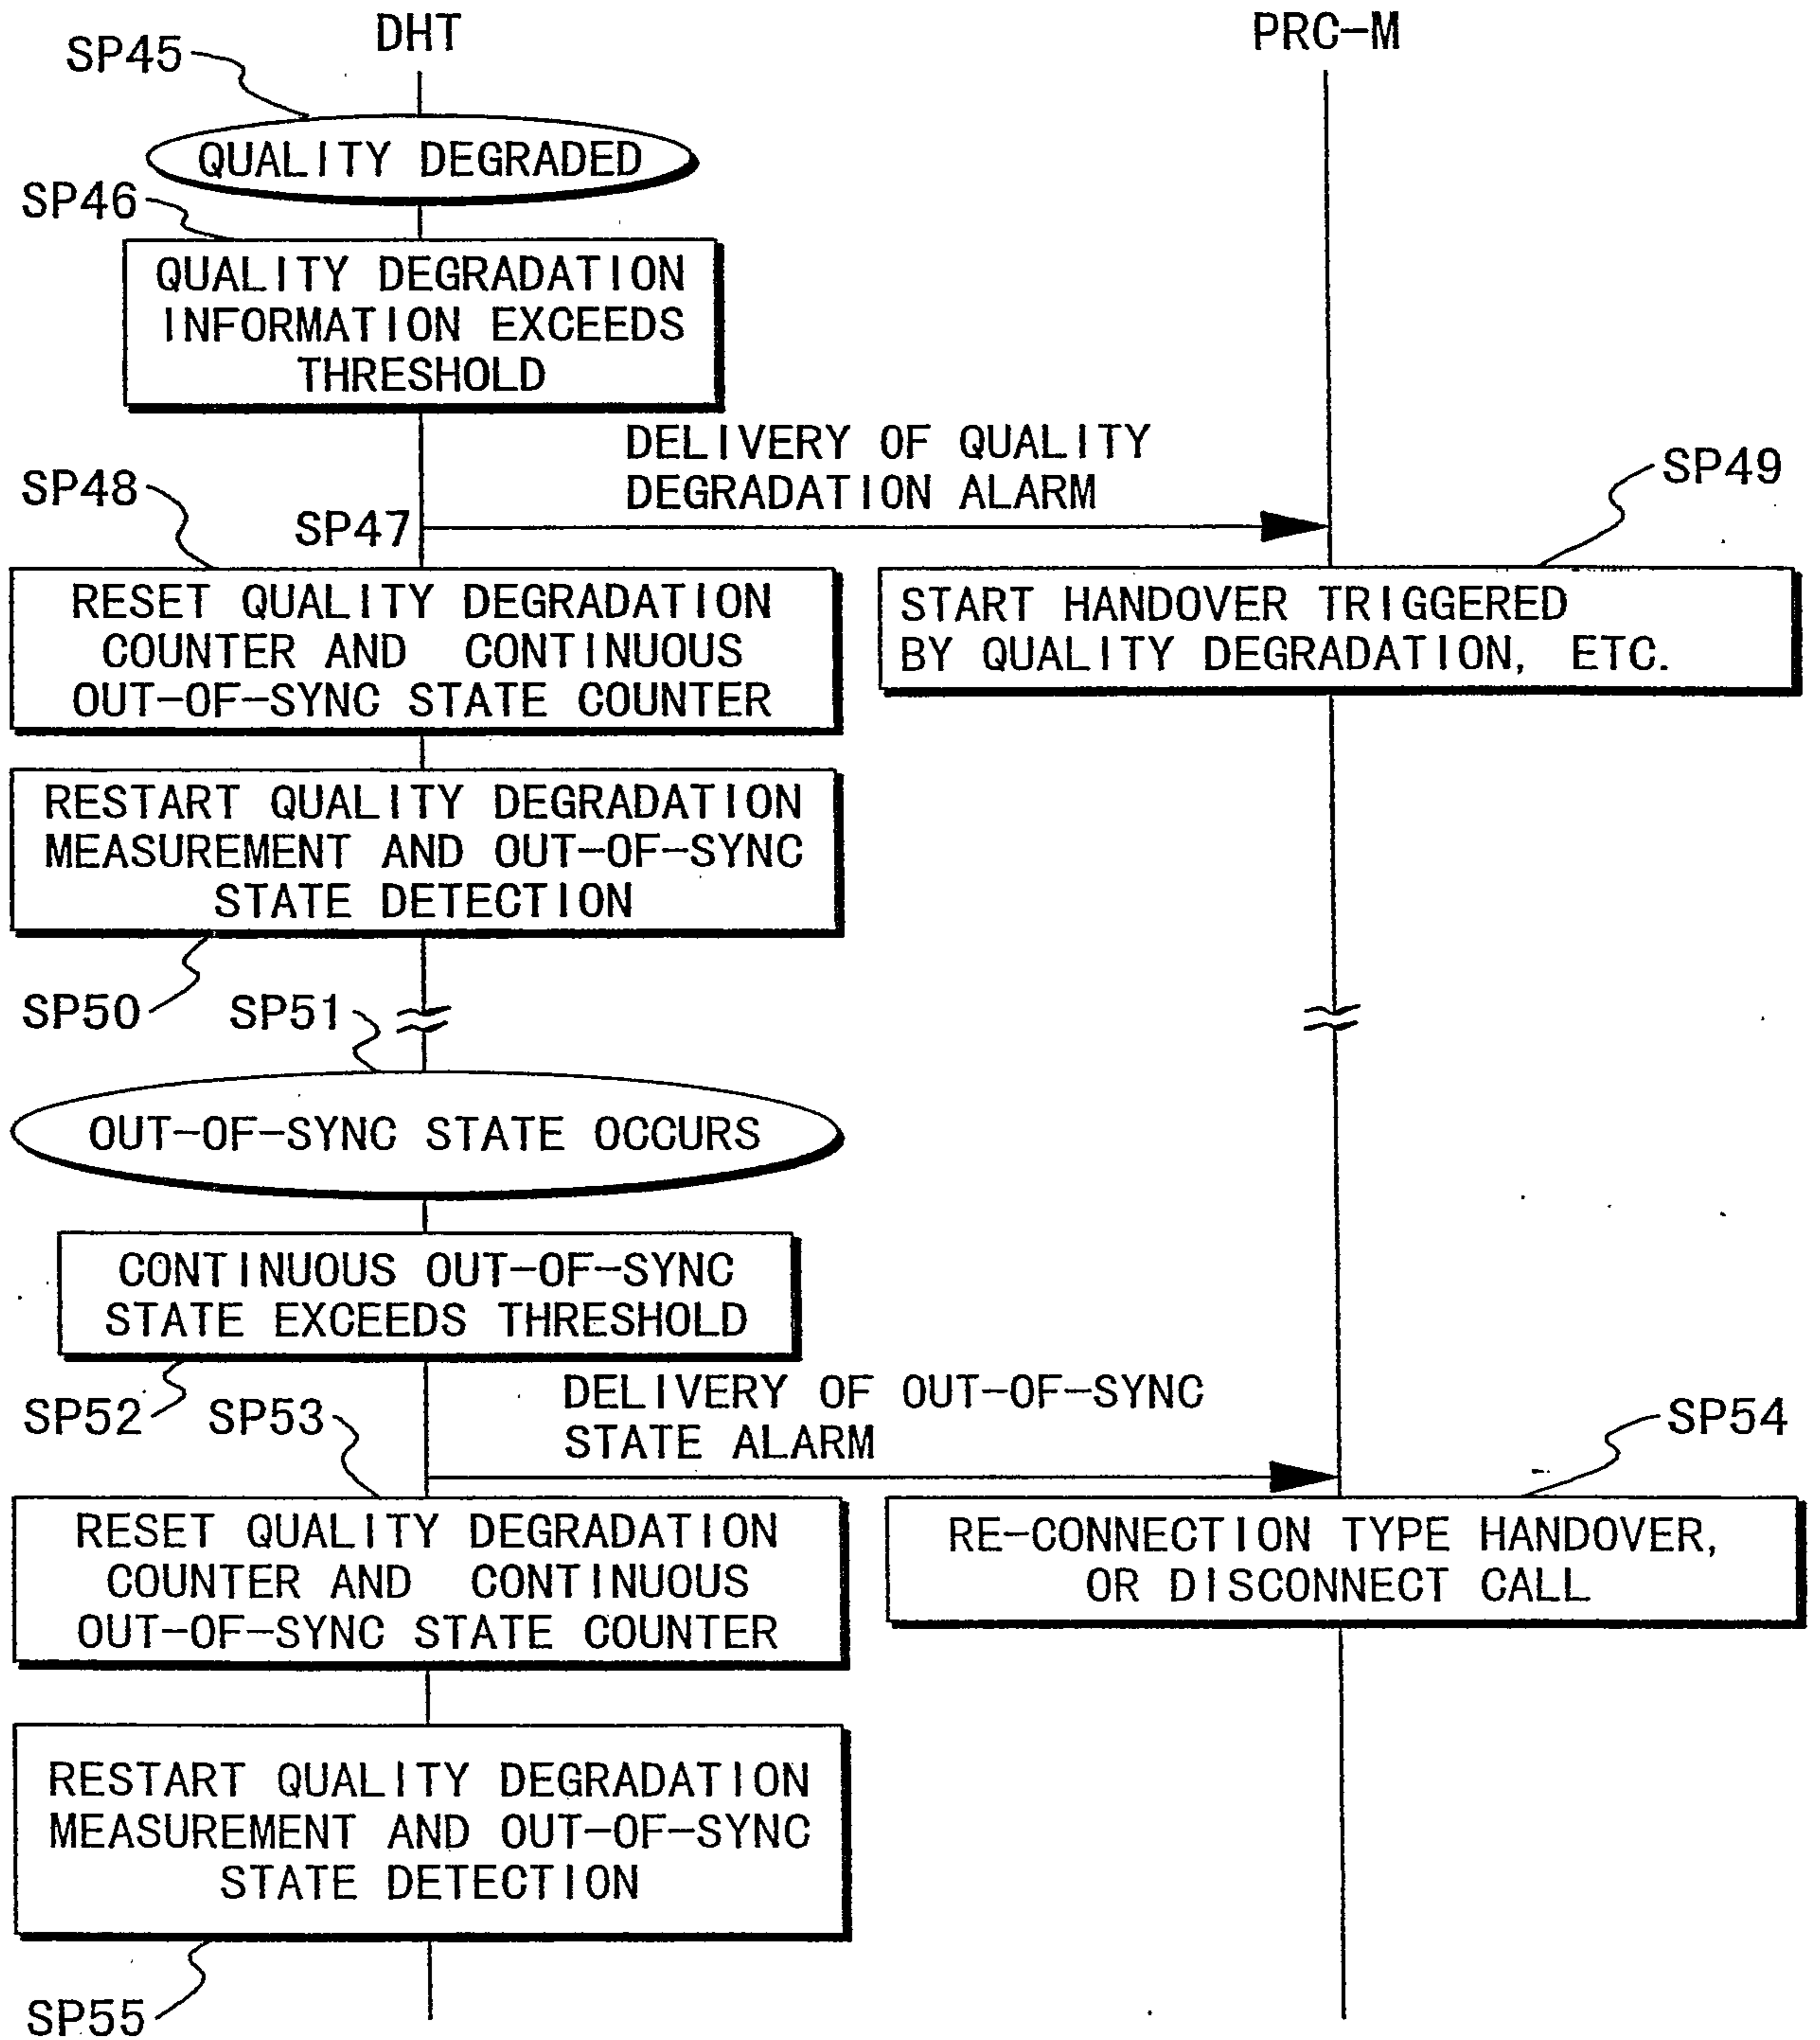 DHT
PRC-M
SP45
QUALITY DEGRADED
SP46
QUALITY DEGRADATION
INFORMATION EXCEEDS
THRESHOLD
DELIVERY OF QUALITY
DEGRADATION ALARM
SP47
SP48
SP49
RESET QUALITY DEGRADATION
COUNTER AND CONTINUOUS
OUT-OF-SYNC STATE COUNTER
START HANDOVER TRIGGERED
BY QUALITY DEGRADATION, ETC.
RESTART QUALITY DEGRADATION
MEASUREMENT AND OUT-OF-SYNC
STATE DETECTION
SP50
SP51
OUT-OF-SYNC STATE OCCURS
CONTINUOUS OUT-OF-SYNC
STATE EXCEEDS THRESHOLD
SP52
SP53
DELIVERY OF OUT-OF-SYNC
STATE ALARM
SP54
RESET QUALITY DEGRADATION
COUNTER AND CONTINUOUS
OUT-OF-SYNC STATE COUNTER
RE-CONNECTION TYPE HANDOVER,
OR DISCONNECT CALL
RESTART QUALITY DEGRADATION
MEASUREMENT AND OUT-OF-SYNC
STATE DETECTION
SP55